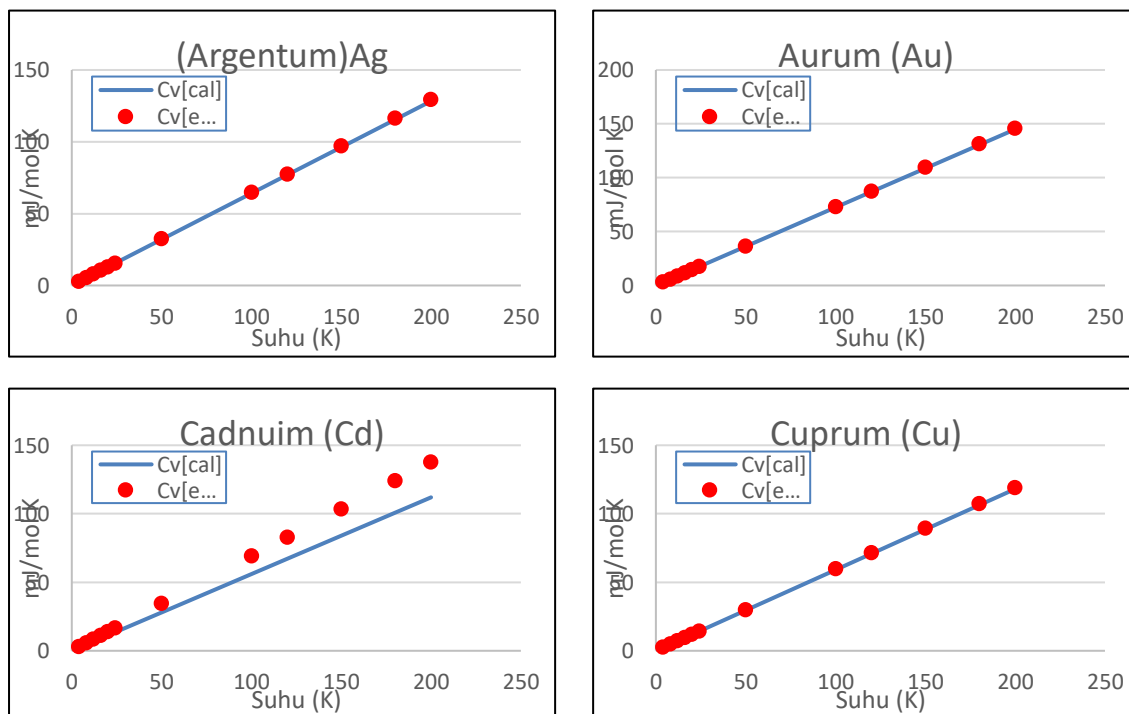 (Argentum)Ag
mJ/mol K
150
100
50
0
Cv[cal]
Cv[e...
0 50 100 150 200 250
Suhu (K)
Aurum (Au)
mJ/mol K
200
150
100
50
0
Cv[cal]
Cv[e...
0 50 100 150 200 250
Suhu (K)
Cadnuim (Cd)
mJ/mol K
150
100
50
0
Cv[cal]
Cv[e...
0 50 100 150 200 250
Suhu (K)
Cuprum (Cu)
mJ/mol K
150
100
50
0
Cv[cal]
Cv[e...
0 50 100 150 200 250
Suhu (K)